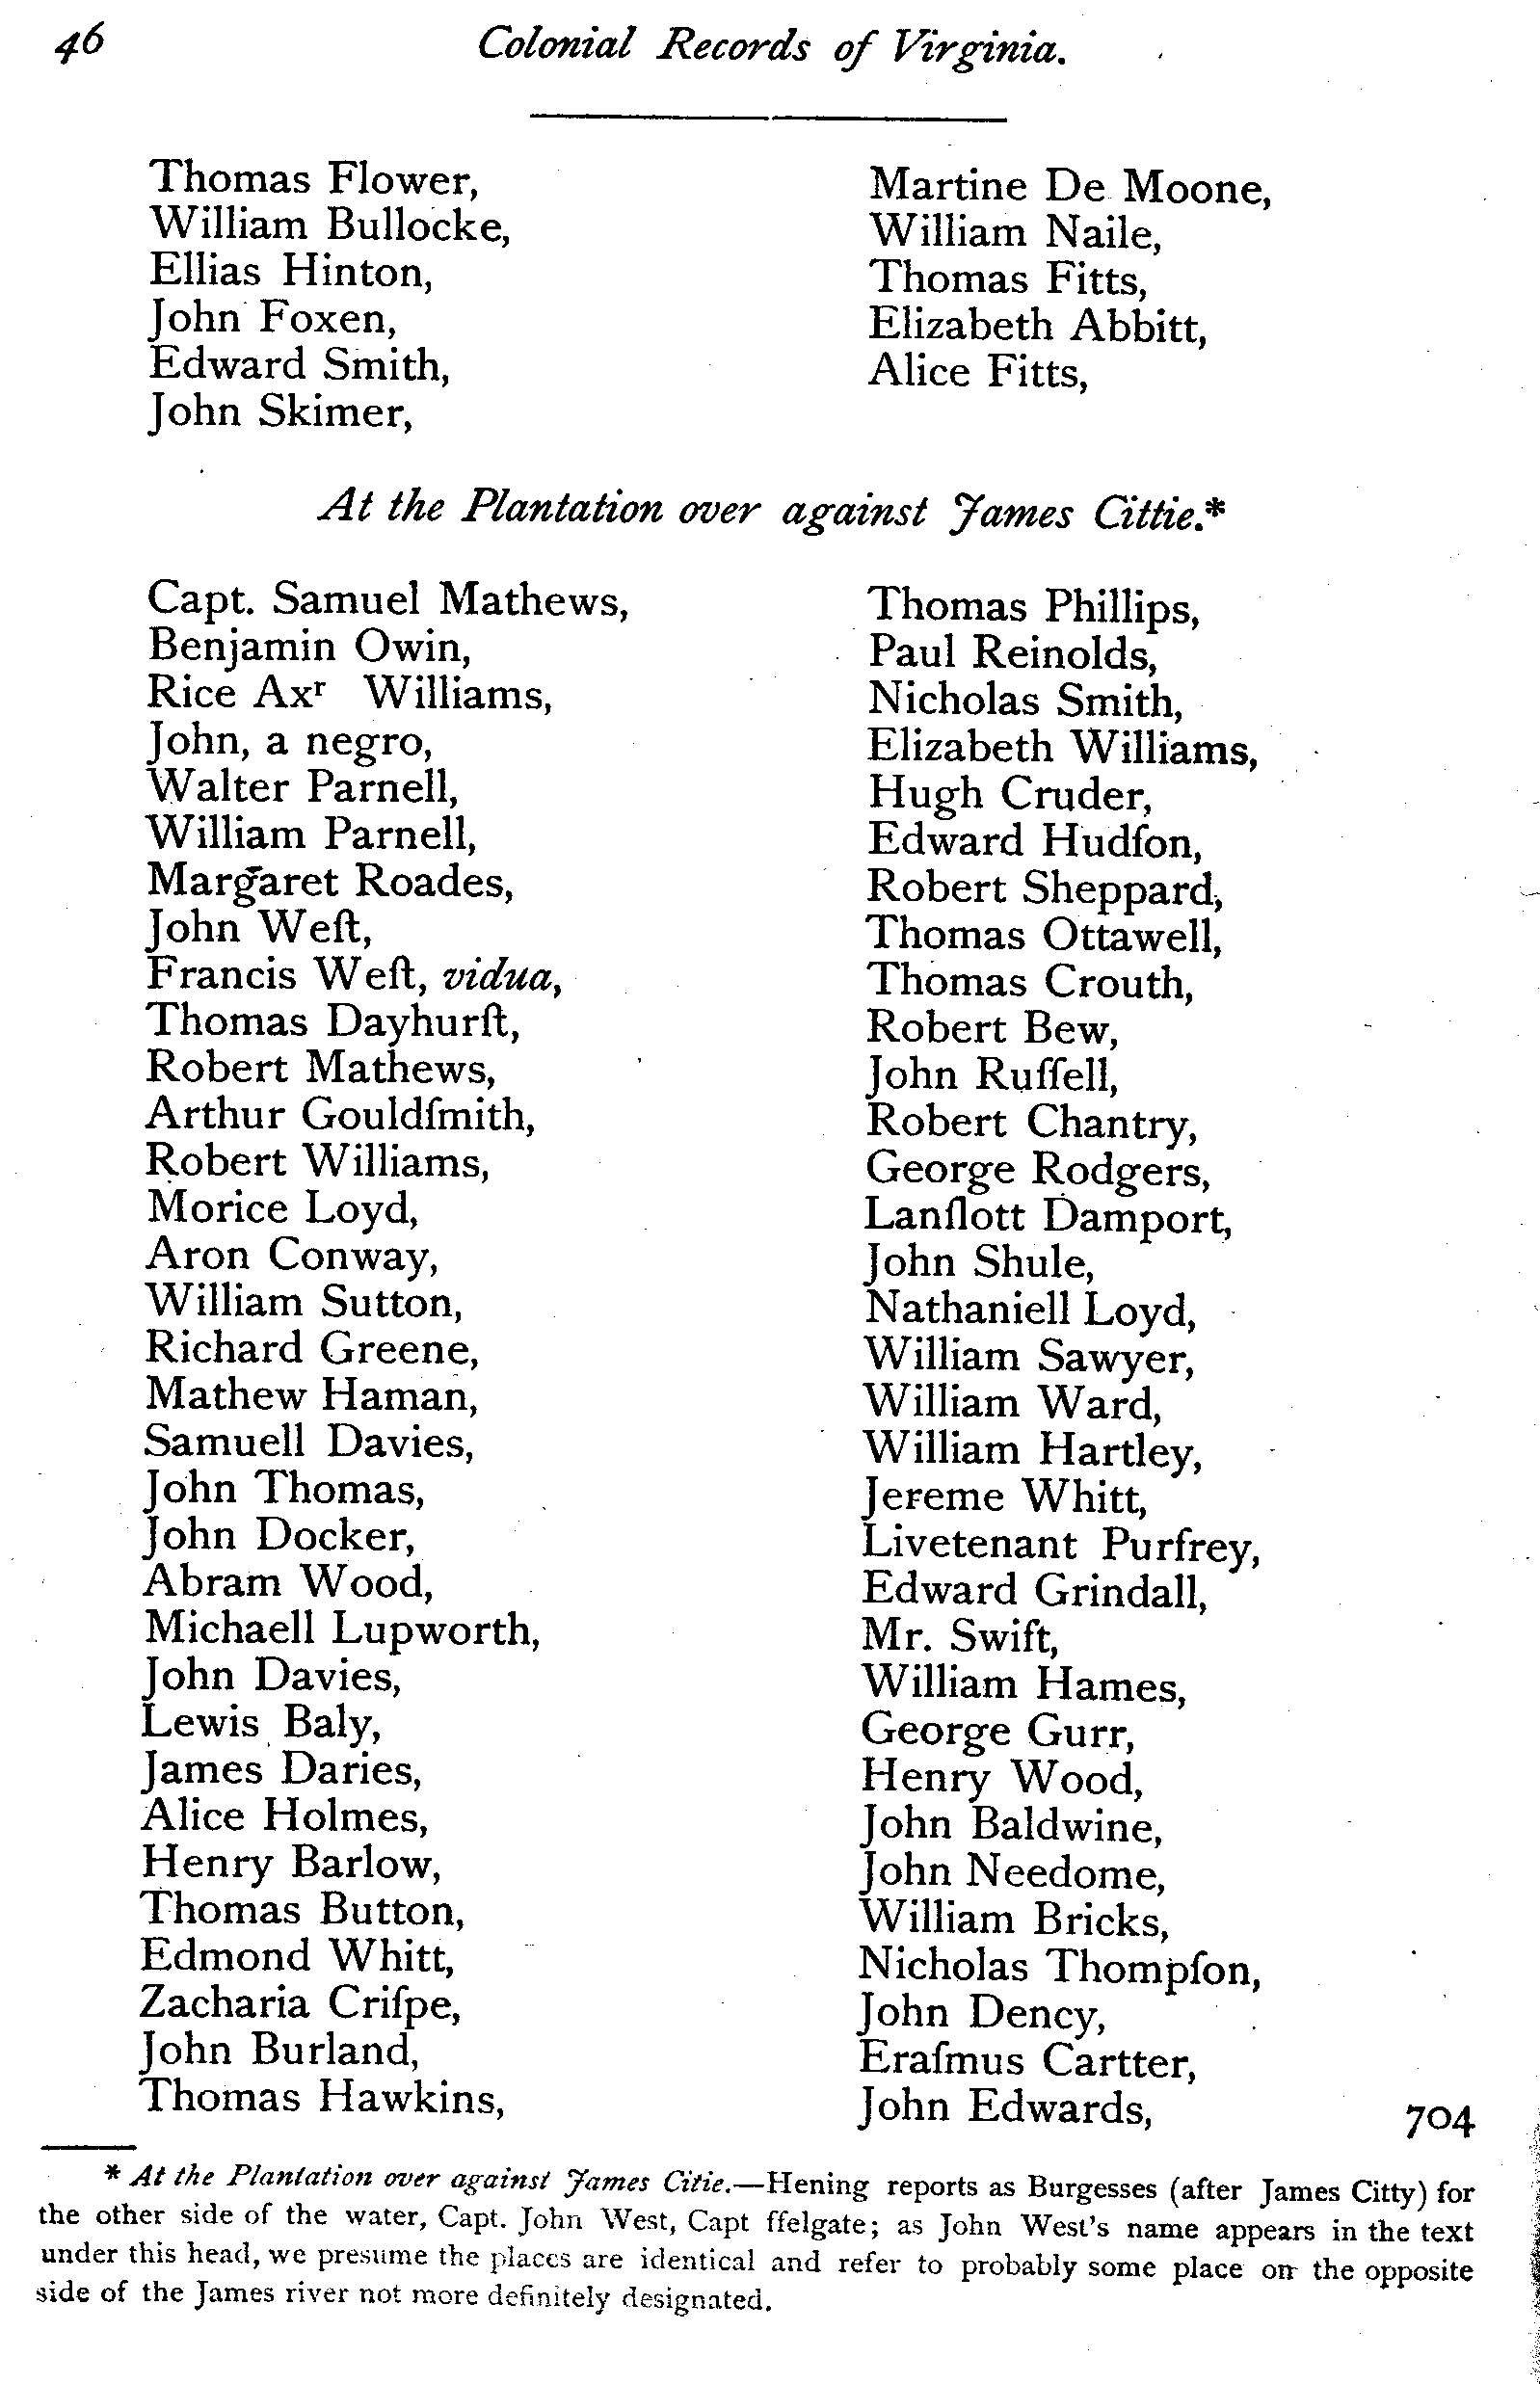 46 Colonial Records of Virginia.
Thomas Flower,
William Bullocke,
Ellias Hinton,
John Foxen,
Edward Smith,
John Skimer,
Martine De Moone,
William Naile,
Thomas Fitts,
Elizabeth Abbitt,
Alice Fitts,
At the Plantation over against James Cittie.*
Capt. Samuel Mathews,
Benjamin Owin,
Rice Axʳ Williams,
John, a negro,
Walter Parnell,
William Parnell,
Margaret Roades,
John Weſt,
Francis Weſt, vidua,
Thomas Dayhurſt,
Robert Mathews,
Arthur Gouldſmith,
Robert Williams,
Morice Loyd,
Aron Conway,
William Sutton,
Richard Greene,
Mathew Haman,
Samuell Davies,
John Thomas,
John Docker,
Abram Wood,
Michaell Lupworth,
John Davies,
Lewis Baly,
James Daries,
Alice Holmes,
Henry Barlow,
Thomas Button,
Edmond Whitt,
Zacharia Criſpe,
John Burland,
Thomas Hawkins,
Thomas Phillips,
Paul Reinolds,
Nicholas Smith,
Elizabeth Williams,
Hugh Cruder,
Edward Hudſon,
Robert Sheppard,
Thomas Ottawell,
Thomas Crouth,
Robert Bew,
John Ruſſell,
Robert Chantry,
George Rodgers,
Lanſlott Damport,
John Shule,
Nathaniell Loyd,
William Sawyer,
William Ward,
William Hartley,
Jereme Whitt,
Livetenant Purfrey,
Edward Grindall,
Mr. Swift,
William Hames,
George Gurr,
Henry Wood,
John Baldwine,
John Needome,
William Bricks,
Nicholas Thompſon,
John Dency,
Eraſmus Cartter,
John Edwards, 704
* At the Plantation over against James Citie.—Hening reports as Burgesses (after James Citty) for
the other side of the water, Capt. John West, Capt ffelgate; as John West's name appears in the text
under this head, we presume the places are identical and refer to probably some place on the opposite
side of the James river not more definitely designated.